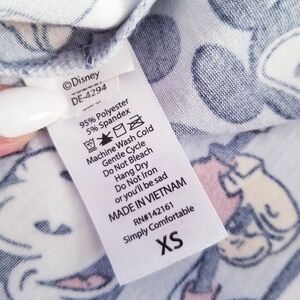 ©Disney
DE-4294
95% Polyester
5% Spandex
Machine Wash Cold
Gentle Cycle
Do Not Bleach
Hang Dry
Do Not Iron
or you'll be sad
MADE IN VIETNAM
RN#142161
Simply Comfortable
XS